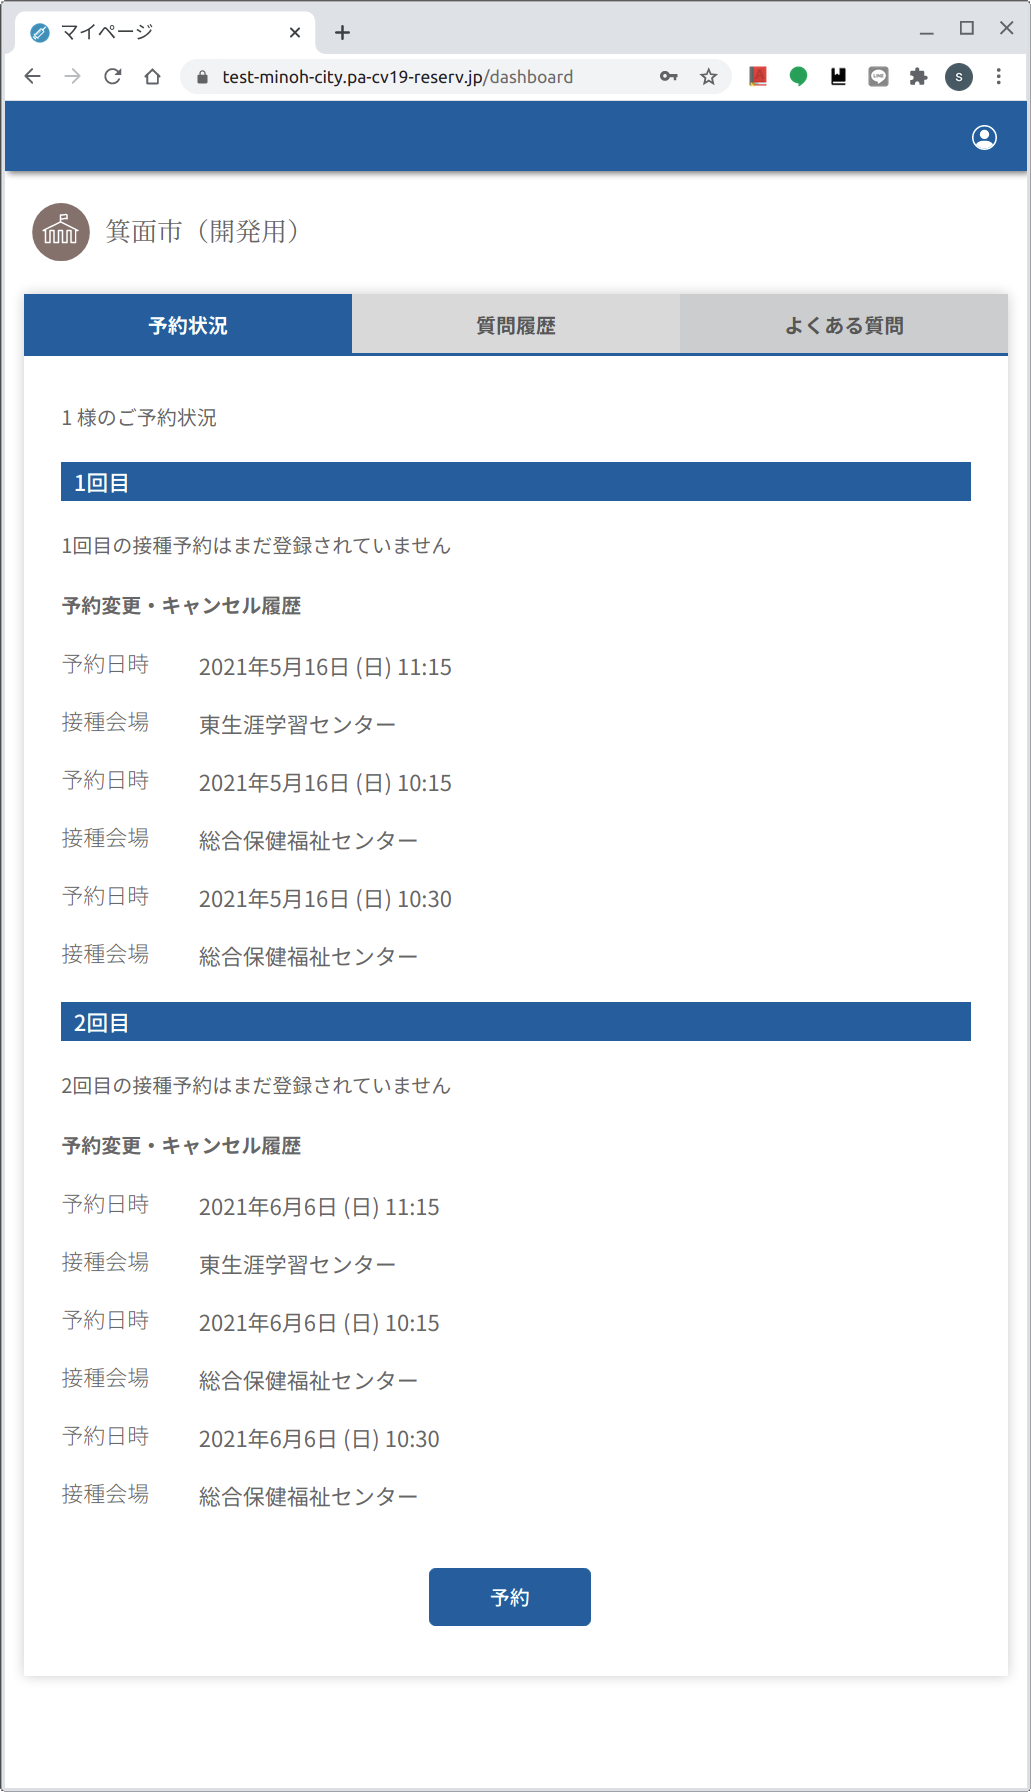 マイページ
test-minoh-city.pa-cv19-reserv.jp/dashboard
LINE
S
箕面市（開発用）
予約状況 質問履歴 よくある質問
1 様のご予約状況
1回目
1回目の接種予約はまだ登録されていません
予約変更・キャンセル履歴
予約日時 2021年5月16日 (日) 11:15
接種会場 東生涯学習センター
予約日時 2021年5月16日 (日) 10:15
接種会場 総合保健福祉センター
予約日時 2021年5月16日 (日) 10:30
接種会場 総合保健福祉センター
2回目
2回目の接種予約はまだ登録されていません
予約変更・キャンセル履歴
予約日時 2021年6月6日 (日) 11:15
接種会場 東生涯学習センター
予約日時 2021年6月6日 (日) 10:15
接種会場 総合保健福祉センター
予約日時 2021年6月6日 (日) 10:30
接種会場 総合保健福祉センター
予約